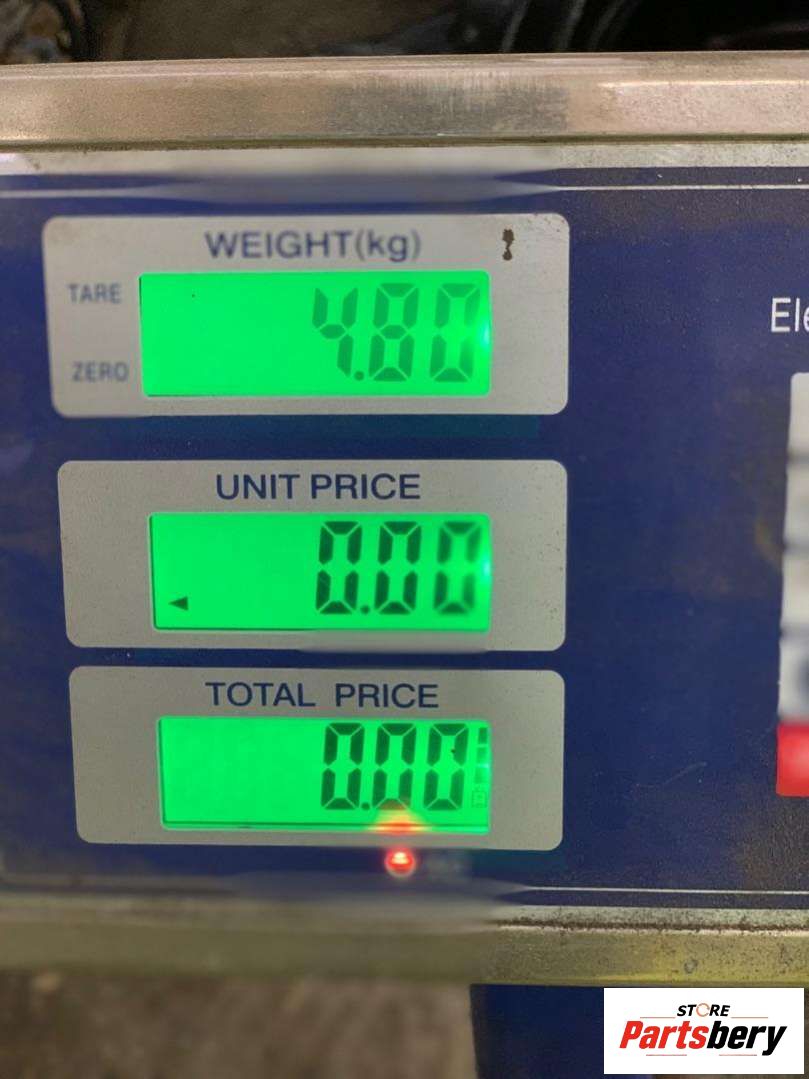 WEIGHT(kg)
TARE
4.80
ZERO
Ele
UNIT PRICE
0.00
TOTAL PRICE
0.00
STORE
Partsbery